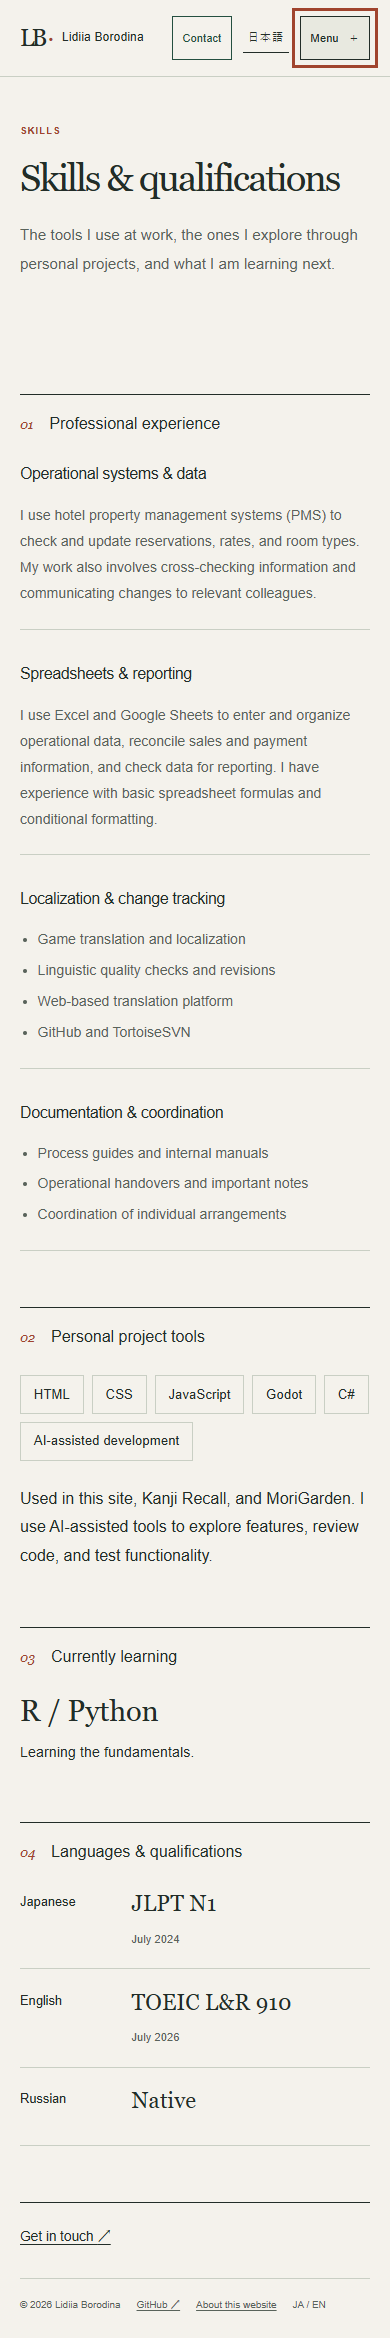 LB· Lidiia Borodina Contact 日本語 Menu +
SKILLS
Skills & qualifications
The tools I use at work, the ones I explore through
personal projects, and what I am learning next.
01 Professional experience
Operational systems & data
I use hotel property management systems (PMS) to
check and update reservations, rates, and room types.
My work also involves cross-checking information and
communicating changes to relevant colleagues.
Spreadsheets & reporting
I use Excel and Google Sheets to enter and organize
operational data, reconcile sales and payment
information, and check data for reporting. I have
experience with basic spreadsheet formulas and
conditional formatting.
Localization & change tracking
• Game translation and localization
• Linguistic quality checks and revisions
• Web-based translation platform
• GitHub and TortoiseSVN
Documentation & coordination
• Process guides and internal manuals
• Operational handovers and important notes
• Coordination of individual arrangements
02 Personal project tools
HTML CSS JavaScript Godot C#
AI-assisted development
Used in this site, Kanji Recall, and MoriGarden. I
use AI-assisted tools to explore features, review
code, and test functionality.
03 Currently learning
R / Python
Learning the fundamentals.
04 Languages & qualifications
Japanese JLPT N1
July 2024
English TOEIC L&R 910
July 2026
Russian Native
Get in touch ↗
© 2026 Lidiia Borodina GitHub ↗ About this website JA / EN